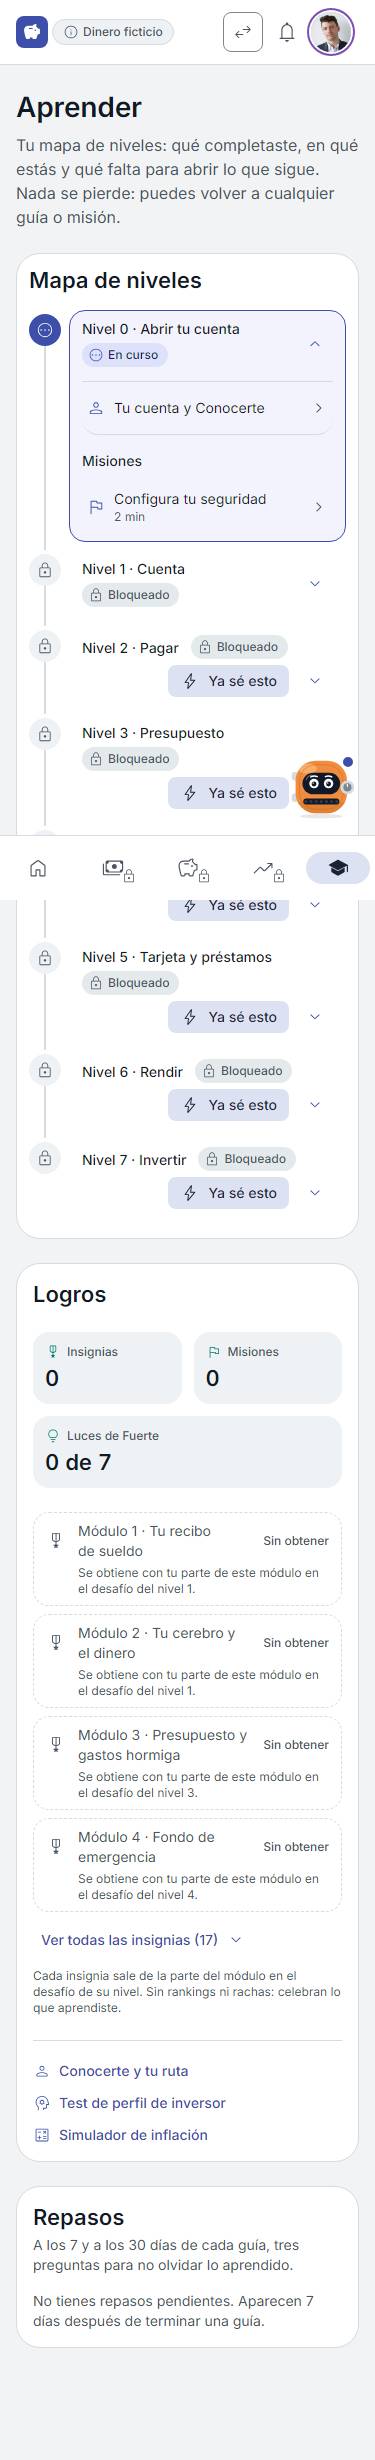 Dinero ficticio
Aprender
Tu mapa de niveles: qué completaste, en qué
estás y qué falta para abrir lo que sigue.
Nada se pierde: puedes volver a cualquier
guía o misión.
Mapa de niveles
Nivel 0 · Abrir tu cuenta
En curso
Tu cuenta y Conocerte
Misiones
Configura tu seguridad
2 min
Nivel 1 · Cuenta
Bloqueado
Nivel 2 · Pagar
Bloqueado
Ya sé esto
Nivel 3 · Presupuesto
Bloqueado
Ya sé esto
Ya sé esto
Nivel 5 · Tarjeta y préstamos
Bloqueado
Ya sé esto
Nivel 6 · Rendir
Bloqueado
Ya sé esto
Nivel 7 · Invertir
Bloqueado
Ya sé esto
Logros
Insignias
0
Misiones
0
Luces de Fuerte
0 de 7
Módulo 1 · Tu recibo
de sueldo
Sin obtener
Se obtiene con tu parte de este módulo en
el desafío del nivel 1.
Módulo 2 · Tu cerebro y
el dinero
Sin obtener
Se obtiene con tu parte de este módulo en
el desafío del nivel 1.
Módulo 3 · Presupuesto y
gastos hormiga
Sin obtener
Se obtiene con tu parte de este módulo en
el desafío del nivel 3.
Módulo 4 · Fondo de
emergencia
Sin obtener
Se obtiene con tu parte de este módulo en
el desafío del nivel 4.
Ver todas las insignias (17)
Cada insignia sale de la parte del módulo en el
desafío de su nivel. Sin rankings ni rachas: celebran lo
que aprendiste.
Conocerte y tu ruta
Test de perfil de inversor
Simulador de inflación
Repasos
A los 7 y a los 30 días de cada guía, tres
preguntas para no olvidar lo aprendido.
No tienes repasos pendientes. Aparecen 7
días después de terminar una guía.